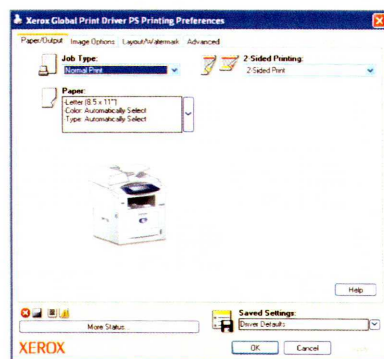 Xerox Global Print Driver PS Printing Preferences
Paper/Output Image Options Layout/Watermark Advanced
Job Type:
Normal Print
2-Sided Printing:
2-Sided Print
Paper:
-Letter (8.5 x 11")
-Color: Automatically Select
-Type: Automatically Select
Help
More Status...
Saved Settings:
Driver Defaults
XEROX
OK Cancel